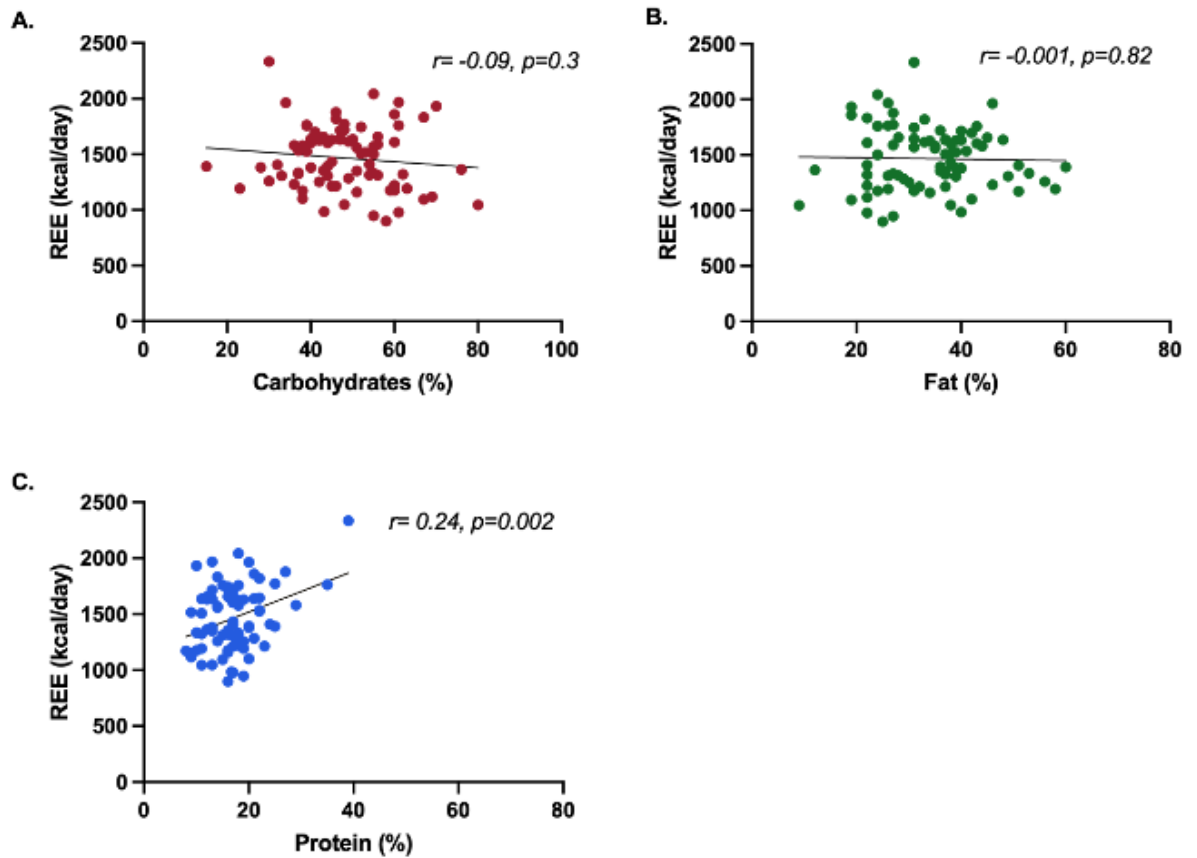 A.
r= -0.09, p=0.3
REE (kcal/day)
2500
2000
1500
1000
500
0
0 20 40 60 80 100
Carbohydrates (%)
B.
r= -0.001, p=0.82
REE (kcal/day)
2500
2000
1500
1000
500
0
0 20 40 60 80
Fat (%)
C.
r= 0.24, p=0.002
REE (kcal/day)
2500
2000
1500
1000
500
0
0 20 40 60 80
Protein (%)